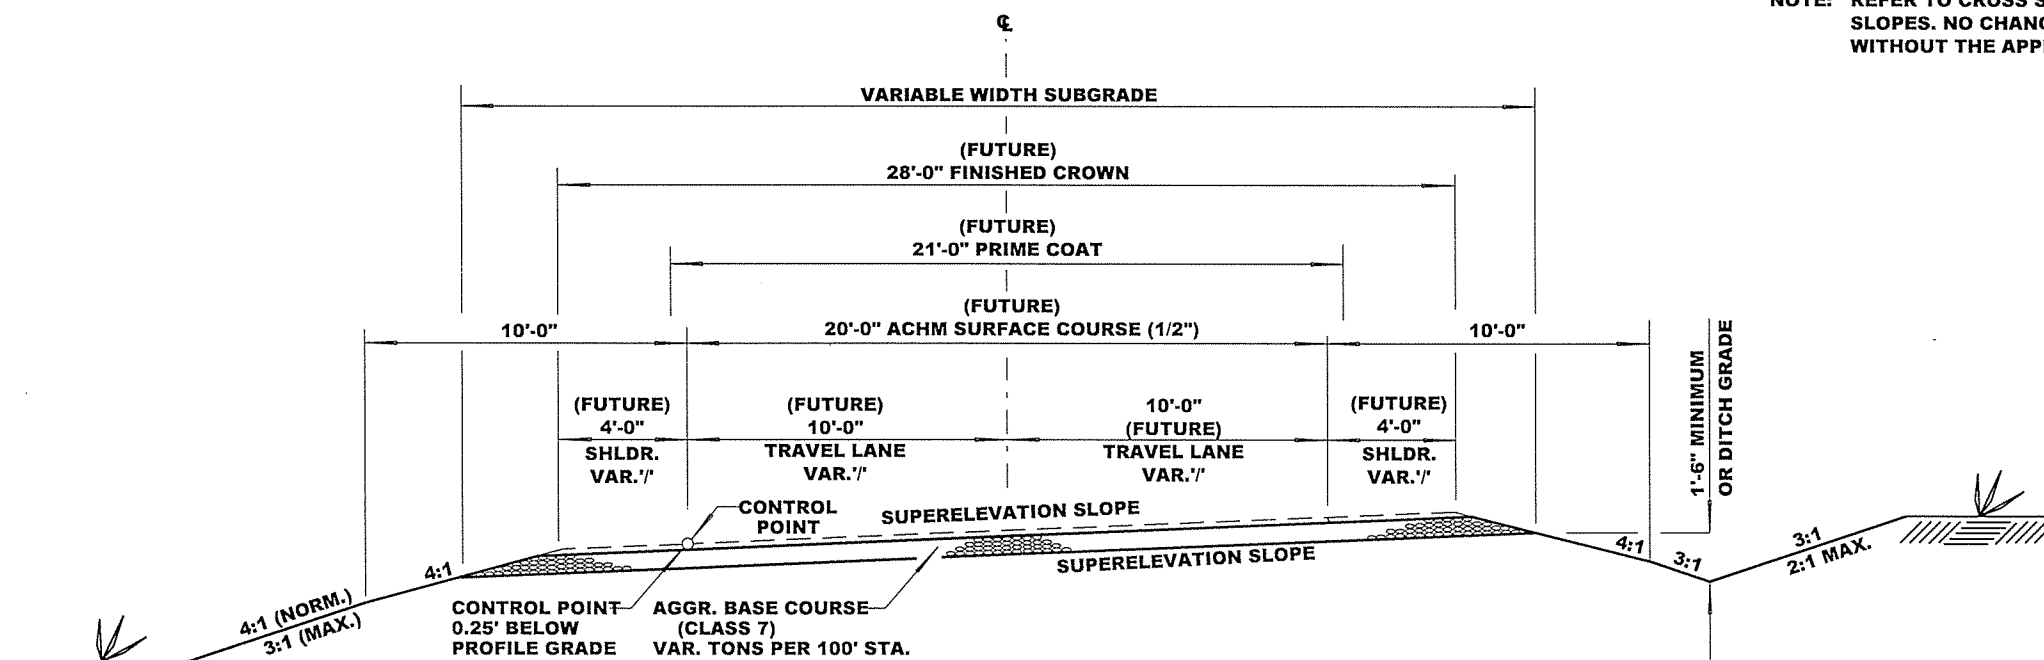 ℄
NOTE: REFER TO CROSS S
SLOPES. NO CHANG
WITHOUT THE APP
VARIABLE WIDTH SUBGRADE
(FUTURE)
28'-0" FINISHED CROWN
(FUTURE)
21'-0" PRIME COAT
(FUTURE)
10'-0" 20'-0" ACHM SURFACE COURSE (1/2") 10'-0"
1'-6" MINIMUM
OR DITCH GRADE
(FUTURE)
4'-0"
SHLDR.
VAR.'/'
(FUTURE)
10'-0"
TRAVEL LANE
VAR.'/'
10'-0"
(FUTURE)
TRAVEL LANE
VAR.'/'
(FUTURE)
4'-0"
SHLDR.
VAR.'/'
CONTROL
POINT
SUPERELEVATION SLOPE
SUPERELEVATION SLOPE
4:1
4:1 (NORM.)
3:1 (MAX.)
4:1
3:1
3:1
2:1 MAX.
CONTROL POINT
0.25' BELOW
PROFILE GRADE
AGGR. BASE COURSE
(CLASS 7)
VAR. TONS PER 100' STA.